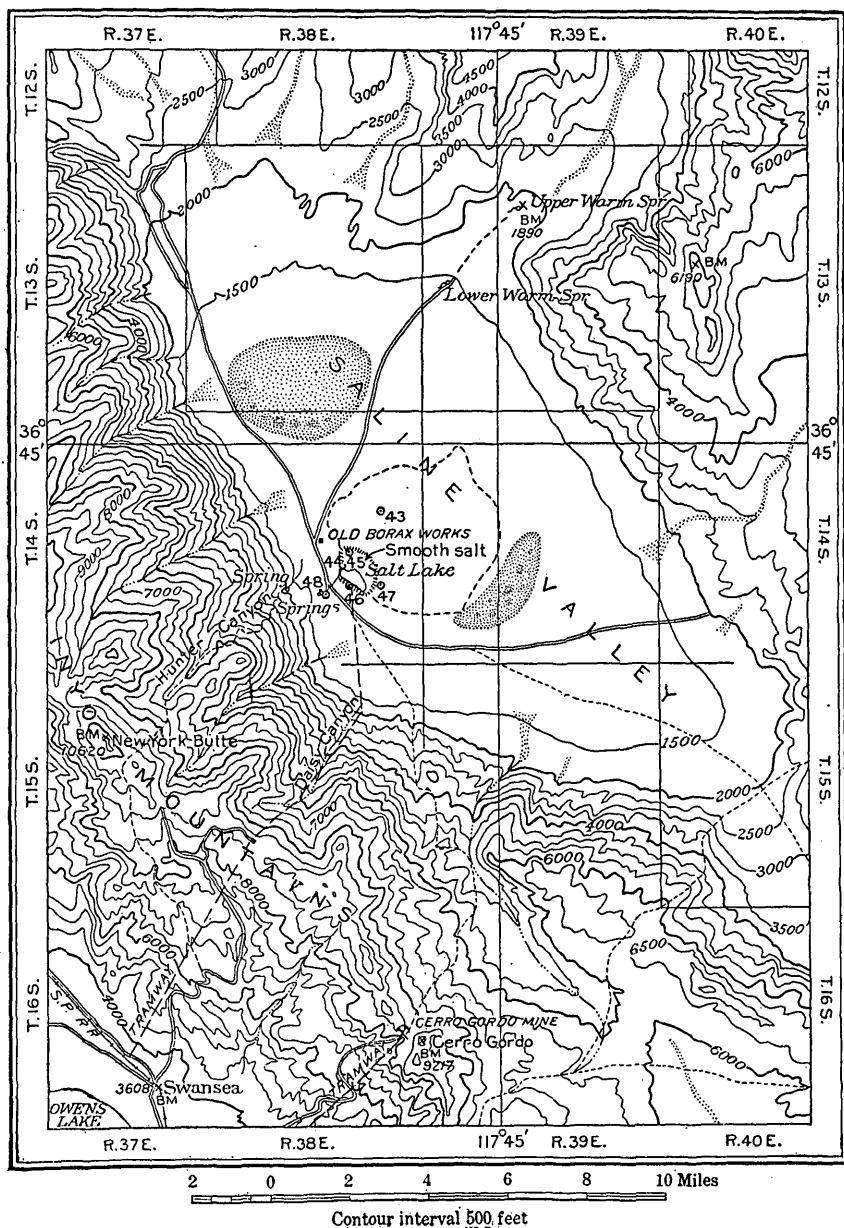 R.37 E. R.38 E. 117°45' R.39 E. R.40 E.
T.12 S. T.12 S.
2500 3000 3000 2500 4500 4000 3500 3000 6000
2000
Upper Warm Spr.
BM
1890
BM
6190
T.13 S. T.13 S.
1500
Lower Warm Spr.
6000 4000
4000
SALINE VALLEY
36°45' 36°45'
8000
9000
7000
T.14 S. T.14 S.
43
OLD BORAX WORKS
Smooth salt
44 45
Salt Lake
Spring
48
Springs
46 47
Hunter Canyon
INYO MOUNTAINS
BM
New York Butte
10620
Daisy Canyon
1500
2000
T.15 S. T.15 S.
7000
4000
2500
6000
3000
8000
3500
6500
6000
4000
TRAMWAY
S.P. RR
T.16 S. T.16 S.
CERRO GORDO MINE
Cerro Gordo
BM
9217
TRAMWAY
6000
3608 Swansea
BM
OWENS
LAKE
R.37 E. R.38 E. 117°45' R.39 E. R.40 E.
2 0 2 4 6 8 10 Miles
Contour interval 500 feet